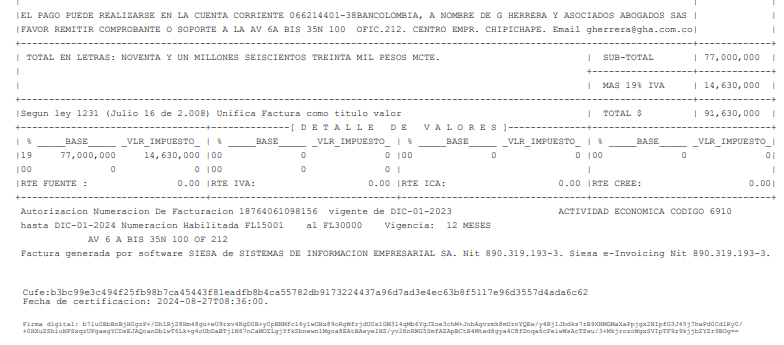 EL PAGO PUEDE REALIZARSE EN LA CUENTA CORRIENTE 066214401-38BANCOLOMBIA, A NOMBRE DE G HERRERA Y ASOCIADOS ABOGADOS SAS
FAVOR REMITIR COMPROBANTE O SOPORTE A LA AV 6A BIS 35N 100 OFIC.212. CENTRO EMPR. CHIPICHAPE. Email gherrera@gha.com.co
TOTAL EN LETRAS: NOVENTA Y UN MILLONES SEISCIENTOS TREINTA MIL PESOS MCTE. | SUB-TOTAL | 77,000,000
MAS 19% IVA | 14,630,000
Segun ley 1231 (Julio 16 de 2.008) Unifica Factura como titulo valor | TOTAL $ | 91,630,000
[ D E T A L L E   D E   V A L O R E S ]
| % _____BASE____ _VLR_IMPUESTO_ | % _____BASE____ _VLR_IMPUESTO_ | % _____BASE____ _VLR_IMPUESTO_ | % _____BASE____ _VLR_IMPUESTO_ |
|19 77,000,000 14,630,000 |00 0 0 |00 0 0 |00 0 0|
|00 0 0 |00 0 0 |00 0 0 |00 0 0|
|RTE FUENTE : 0.00 |RTE IVA: 0.00 |RTE ICA: 0.00 |RTE CREE: 0.00|
Autorizacion Numeracion De Facturacion 18764061098156 vigente de DIC-01-2023 ACTIVIDAD ECONOMICA CODIGO 6910
hasta DIC-01-2024 Numeracion Habilitada FL15001 al FL30000 Vigencia: 12 MESES
AV 6 A BIS 35N 100 OF 212
Factura generada por software SIESA de SISTEMAS DE INFORMACION EMPRESARIAL SA. Nit 890.319.193-3. Siesa e-Invoicing Nit 890.319.193-3.
Cufe:b3bc99e3c494f25fb98b7ca45443f81eadfb8b4ca55782db9173224437a96d7ad3e4ec63b8f5117e96d3557d4ada6c62
Fecha de certificacion: 2024-08-27T08:36:00.
Firma digital: